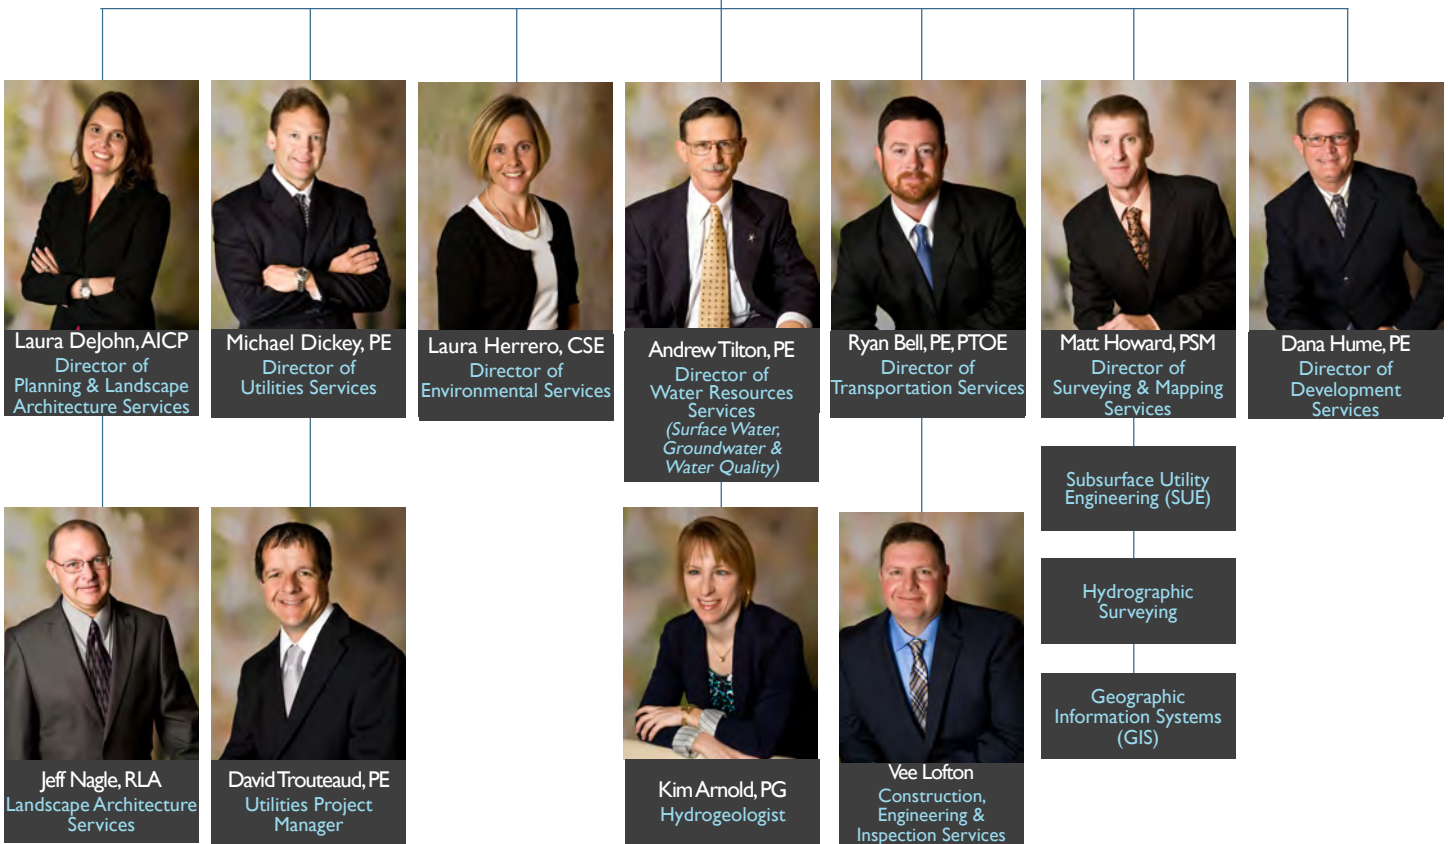 Laura DeJohn, AICP
Director of
Planning & Landscape
Architecture Services
Michael Dickey, PE
Director of
Utilities Services
Laura Herrero, CSE
Director of
Environmental Services
Andrew Tilton, PE
Director of
Water Resources
Services
(Surface Water,
Groundwater &
Water Quality)
Ryan Bell, PE, PTOE
Director of
Transportation Services
Matt Howard, PSM
Director of
Surveying & Mapping
Services
Dana Hume, PE
Director of
Development
Services
Subsurface Utility
Engineering (SUE)
Hydrographic
Surveying
Geographic
Information Systems
(GIS)
Jeff Nagle, RLA
Landscape Architecture
Services
David Trouteaud, PE
Utilities Project
Manager
Kim Arnold, PG
Hydrogeologist
Vee Lofton
Construction,
Engineering &
Inspection Services